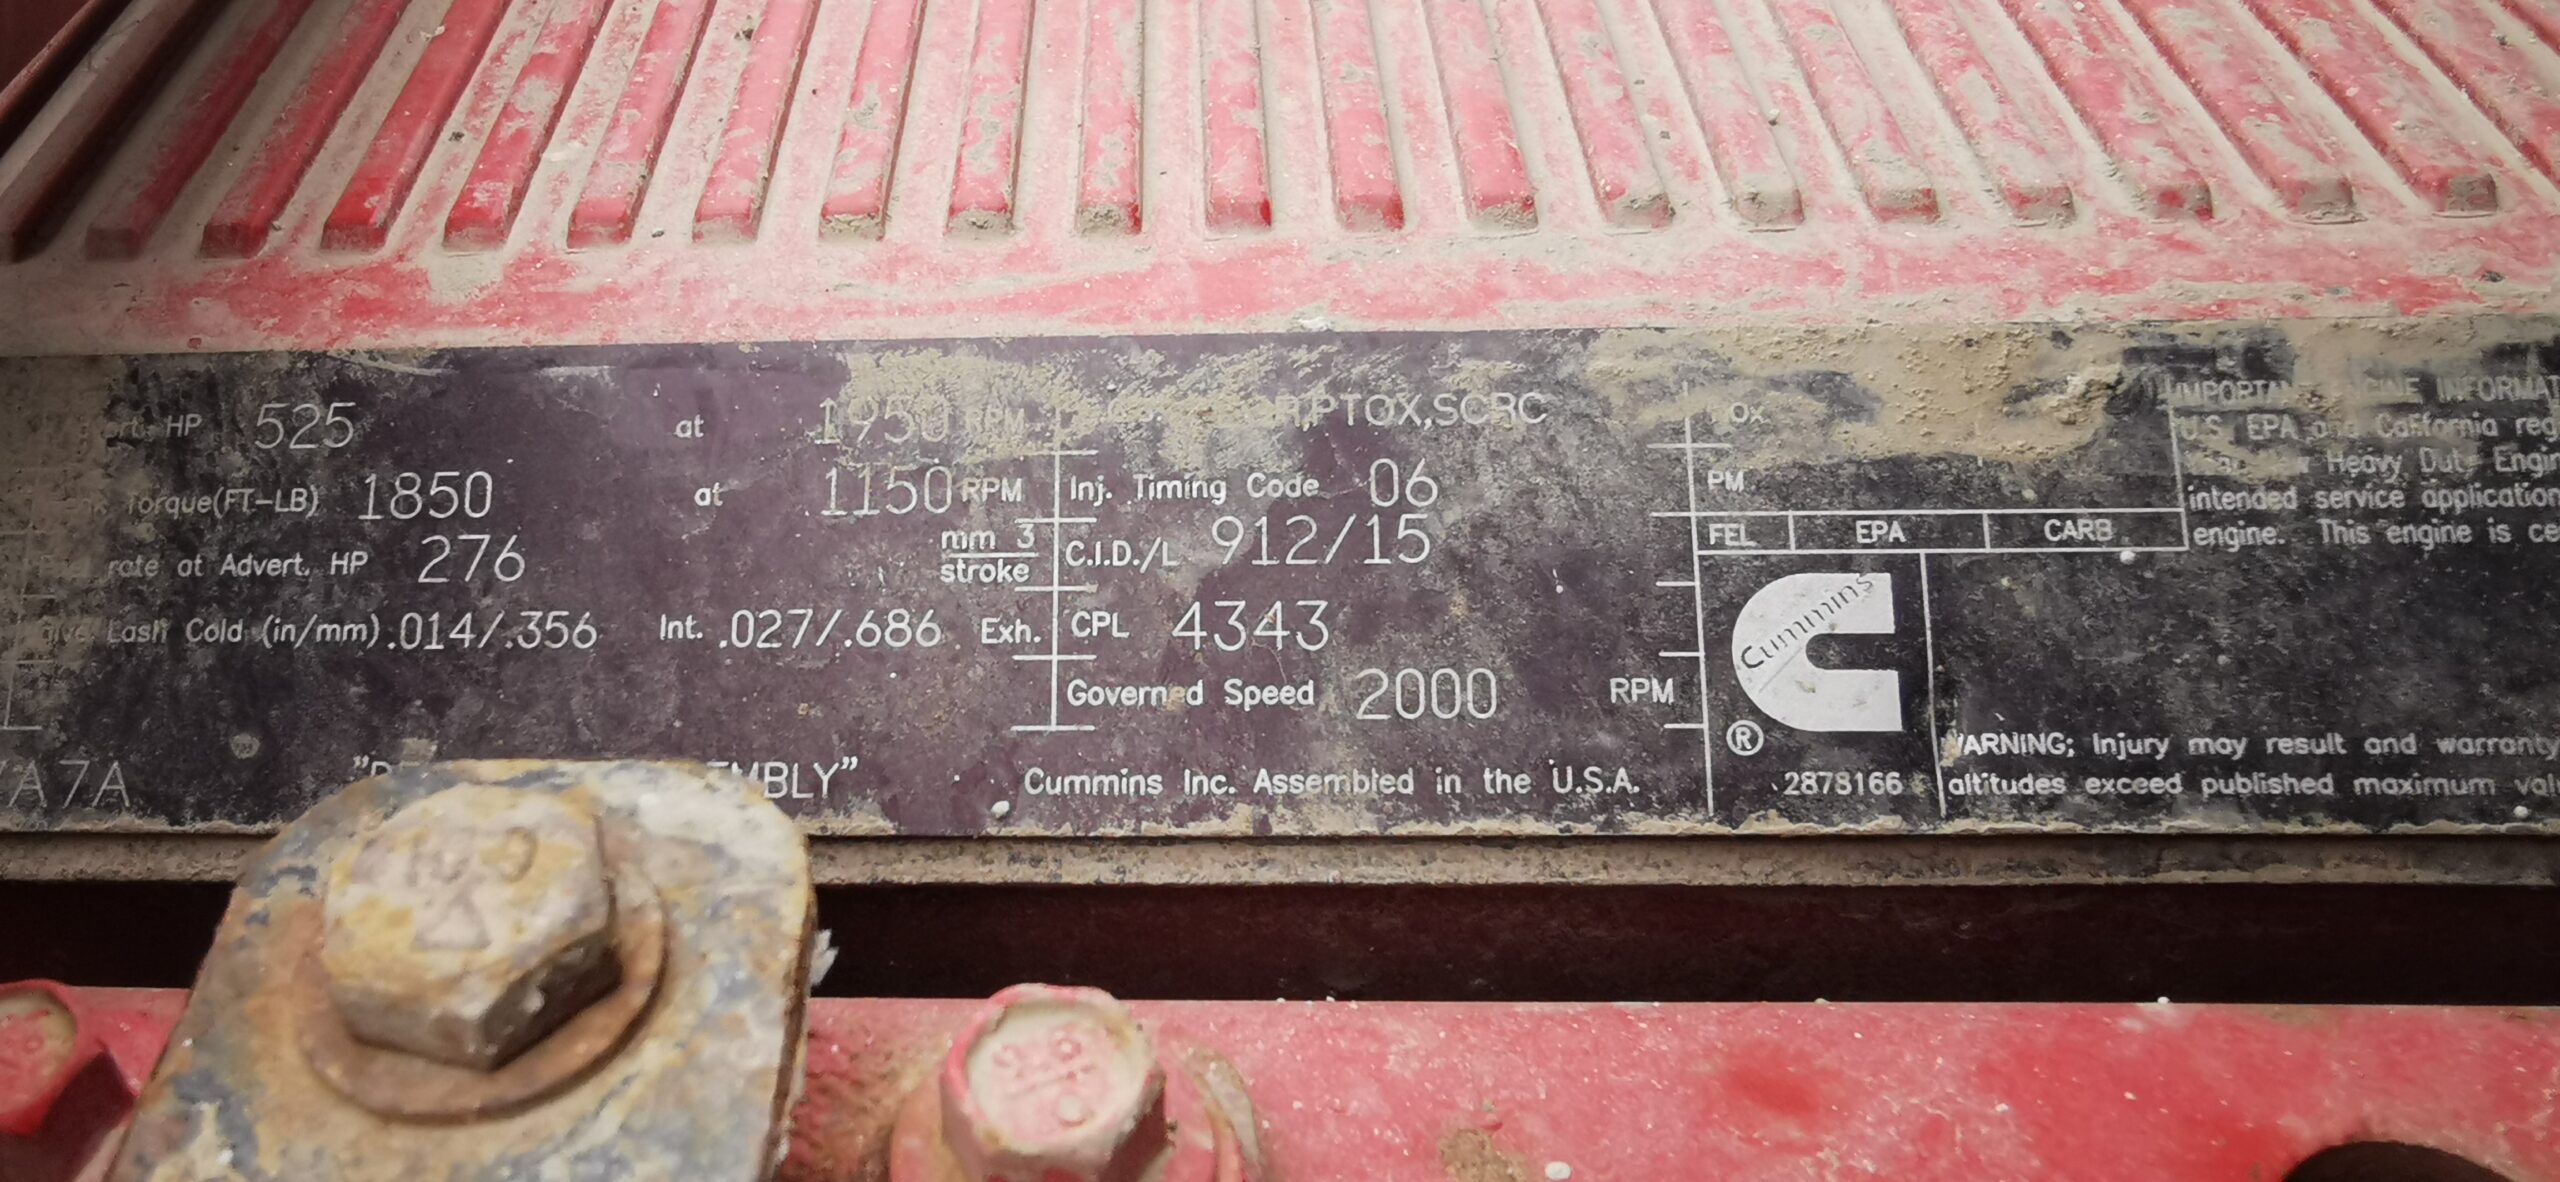 HP 525 at 1950 RPM
Torque(FT-LB) 1850 at 1150 RPM
rate at Advert. HP 276 mm 3
stroke
Lash Cold (in/mm) .014/.356 Int. .027/.686 Exh.
A7A
PTOX,SCRC
Inj. Timing Code 06
C.I.D./L 912/15
CPL 4343
Governed Speed 2000 RPM
Cummins Inc. Assembled in the U.S.A.
PM
FEL EPA CARB
Cummins
®
2878166
U.S. EPA and California
Heavy Duty
intended service
engine. This engine is
WARNING; Injury may result and warranty
altitudes exceed published maximum